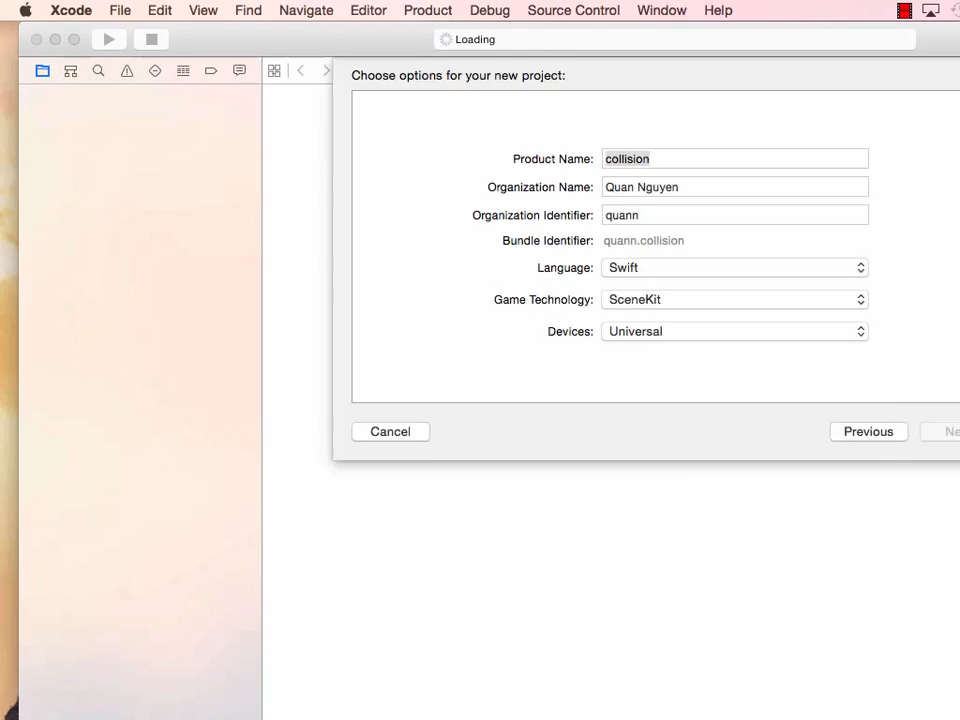 Xcode File Edit View Find Navigate Editor Product Debug Source Control Window Help
Loading
Choose options for your new project:
Product Name: collision
Organization Name: Quan Nguyen
Organization Identifier: quann
Bundle Identifier: quann.collision
Language: Swift
Game Technology: SceneKit
Devices: Universal
Cancel Previous Ne